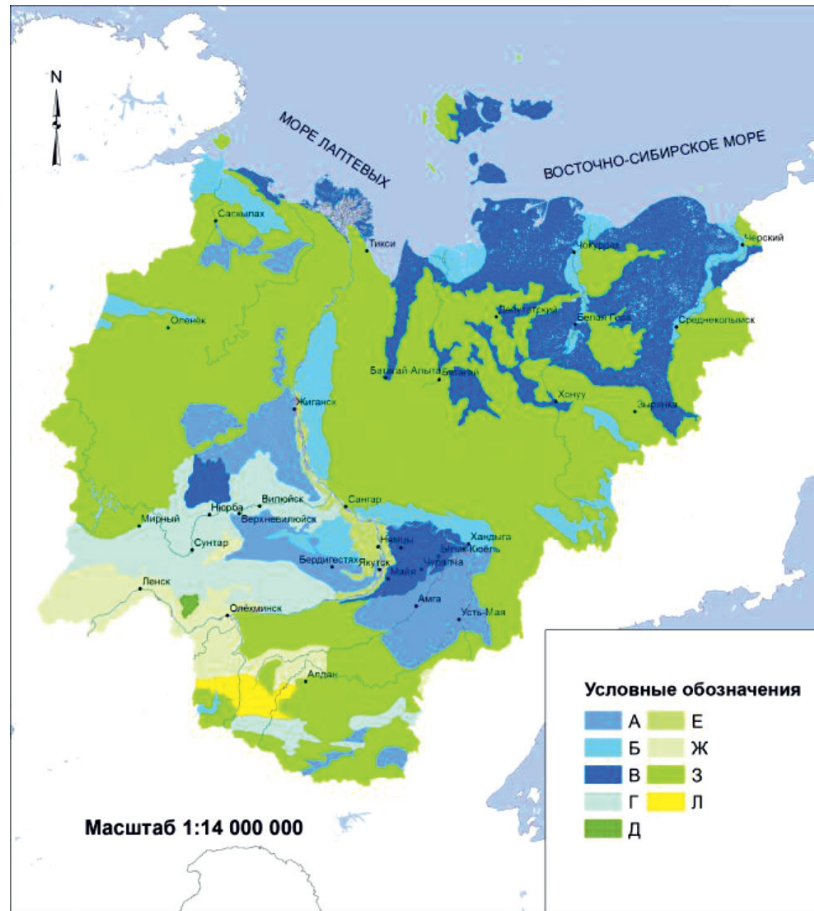 N
МОРЕ ЛАПТЕВЫХ
ВОСТОЧНО-СИБИРСКОЕ МОРЕ
Саскылах
Тикси
Чокурдах
Черский
Оленёк
Депутатский
Белая Гора
Среднеколымск
Батагай-Алыта
Батагай
Жиганск
Хонуу
Зырянка
Сангар
Вилюйск
Нюрба
Верхневилюйск
Мирный
Сунтар
Хандыга
Нижний
Бердигестях
Якутск
Чурапча
Майя
Ленск
Амга
Олёкминск
Усть-Мая
Алдан
Условные обозначения
А
Е
Б
Ж
В
З
Г
Л
Д
Масштаб 1:14 000 000